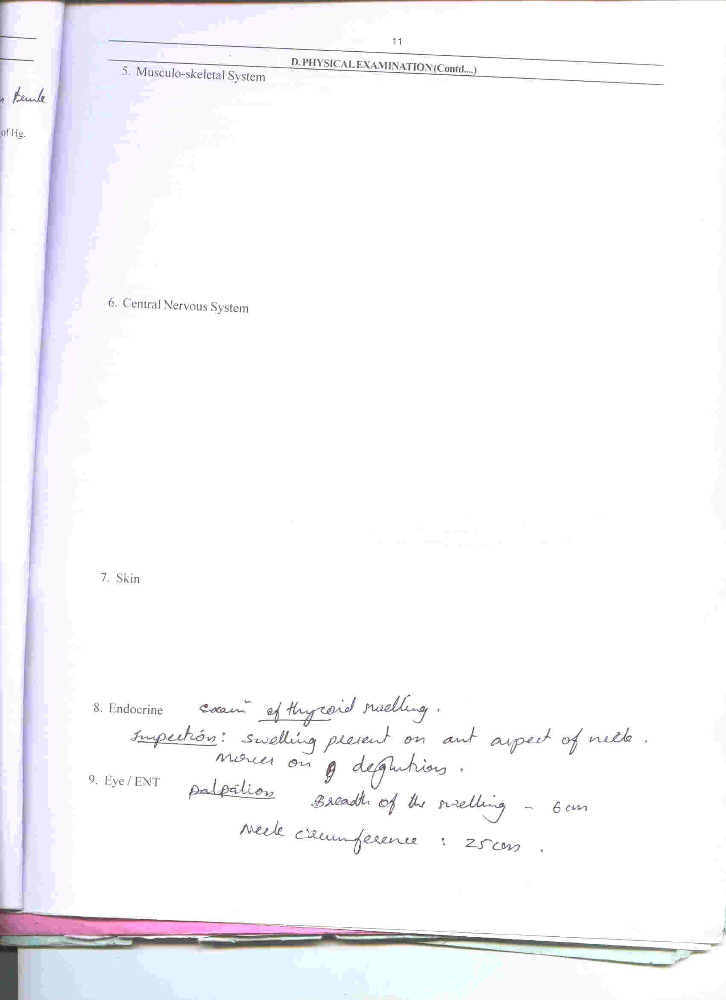 11
D. PHYSICAL EXAMINATION (Contd....)
5. Musculo-skeletal System
of Hg.
6. Central Nervous System
7. Skin
8. Endocrine examⁿ of thyroid swelling.
Inspection: swelling present on ant aspect of neck.
moves on deglutition.
9. Eye / ENT palpation Breadth of the swelling - 6 cm
Neck circumference : 25 cm.